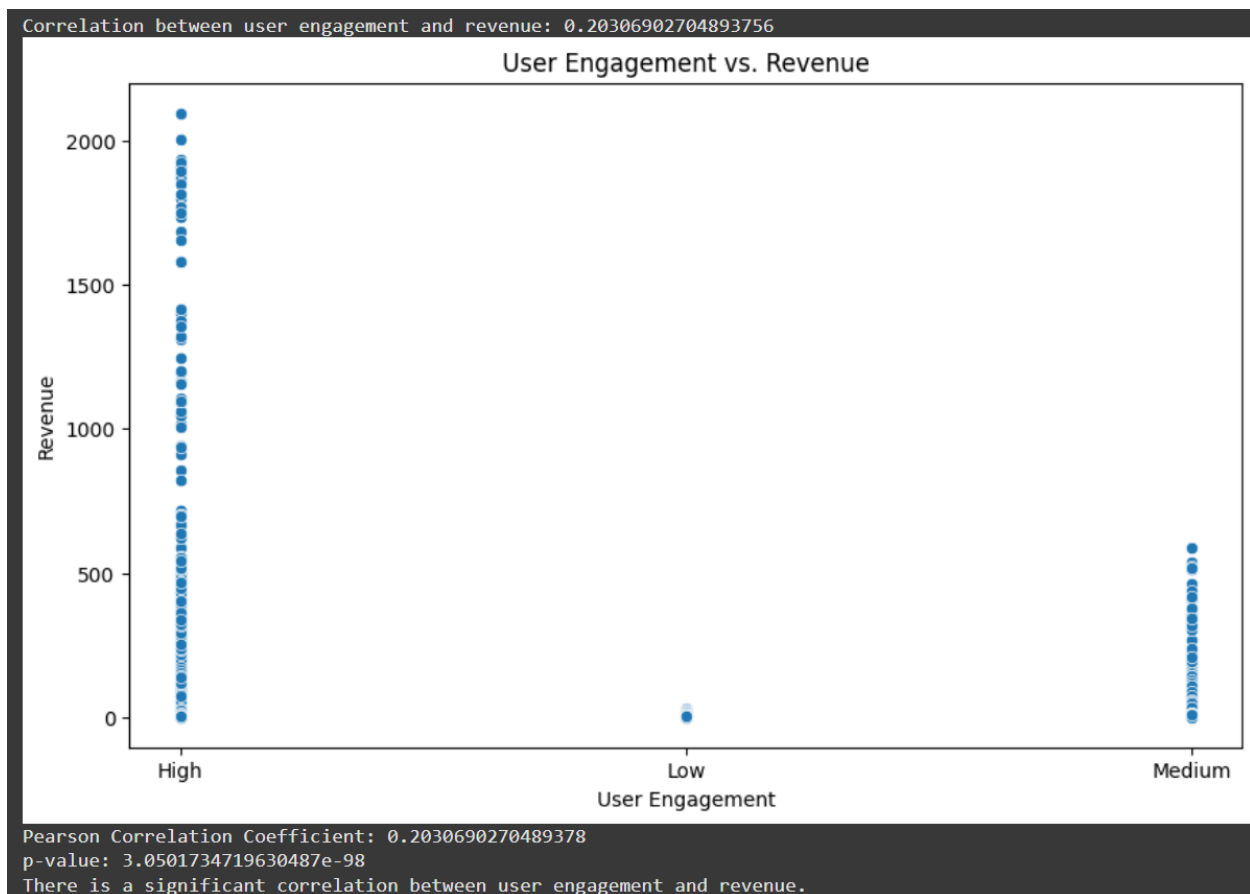 Correlation between user engagement and revenue: 0.20306902704893756
User Engagement vs. Revenue
2000
1500
Revenue
1000
500
0
High Low Medium
User Engagement
Pearson Correlation Coefficient: 0.2030690270489378
p-value: 3.0501734719630487e-98
There is a significant correlation between user engagement and revenue.